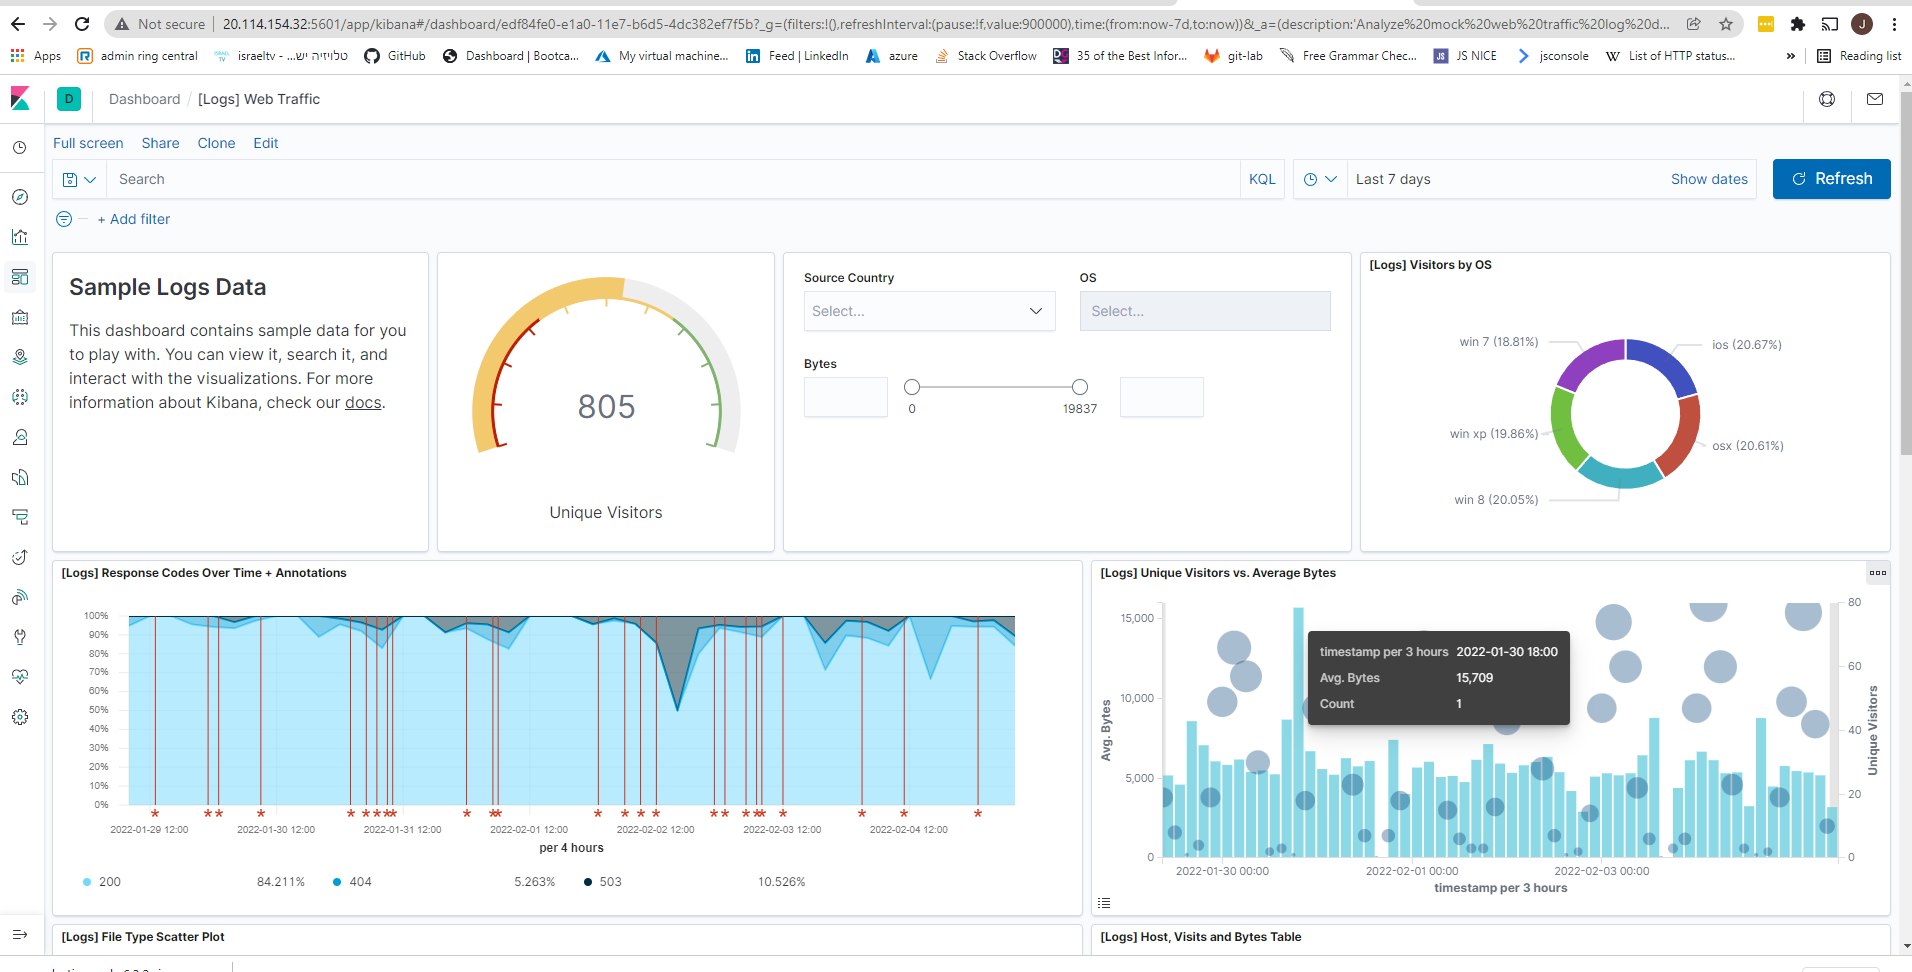 Not secure | 20.114.154.32:5601/app/kibana#/dashboard/edf84fe0-e1a0-11e7-b6d5-4dc382ef7f5b?_g=(filters:!(),refreshInterval:(pause:!f,value:900000),time:(from:now-7d,to:now))&_a=(description:'Analyze%20mock%20web%20traffic%20log%20d...
J
Apps admin ring central israeltv - ...טלויזיה יש GitHub Dashboard | Bootca... My virtual machine... Feed | LinkedIn azure Stack Overflow 35 of the Best Infor... git-lab Free Grammar Chec... JS NICE jsconsole List of HTTP status... » Reading list
D Dashboard / [Logs] Web Traffic
Full screen Share Clone Edit
Search KQL Last 7 days Show dates Refresh
+ Add filter
Sample Logs Data
This dashboard contains sample data for you
to play with. You can view it, search it, and
interact with the visualizations. For more
information about Kibana, check our docs.
805
Unique Visitors
Source Country OS
Select... Select...
Bytes
0 19837
[Logs] Visitors by OS
win 7 (18.81%) ios (20.67%)
win xp (19.86%) osx (20.61%)
win 8 (20.05%)
[Logs] Response Codes Over Time + Annotations
100%
90%
80%
70%
60%
50%
40%
30%
20%
10%
0%
2022-01-29 12:00 2022-01-30 12:00 2022-01-31 12:00 2022-02-01 12:00 2022-02-02 12:00 2022-02-03 12:00 2022-02-04 12:00
per 4 hours
200 84.211% 404 5.263% 503 10.526%
[Logs] Unique Visitors vs. Average Bytes
15,000
10,000
5,000
0
Avg. Bytes
timestamp per 3 hours 2022-01-30 18:00
Avg. Bytes 15,709
Count 1
80
60
40
20
0
Unique Visitors
2022-01-30 00:00 2022-02-01 00:00 2022-02-03 00:00
timestamp per 3 hours
[Logs] File Type Scatter Plot
[Logs] Host, Visits and Bytes Table